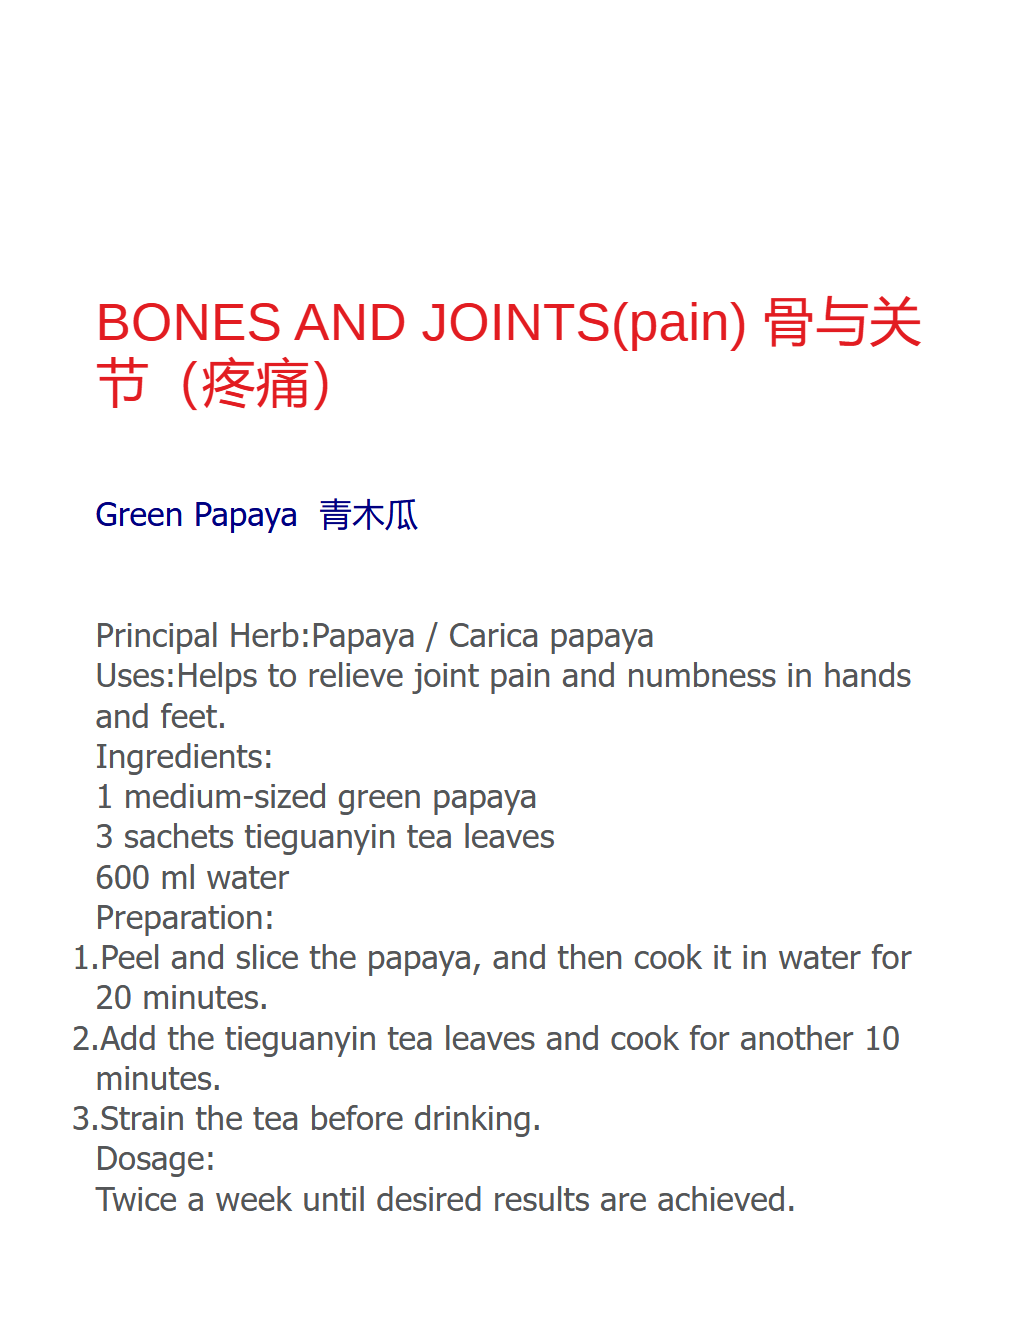 BONES AND JOINTS(pain) 骨与关
节（疼痛）
Green Papaya 青木瓜
Principal Herb:Papaya / Carica papaya
Uses:Helps to relieve joint pain and numbness in hands
and feet.
Ingredients:
1 medium-sized green papaya
3 sachets tieguanyin tea leaves
600 ml water
Preparation:
1.Peel and slice the papaya, and then cook it in water for
20 minutes.
2.Add the tieguanyin tea leaves and cook for another 10
minutes.
3.Strain the tea before drinking.
Dosage:
Twice a week until desired results are achieved.